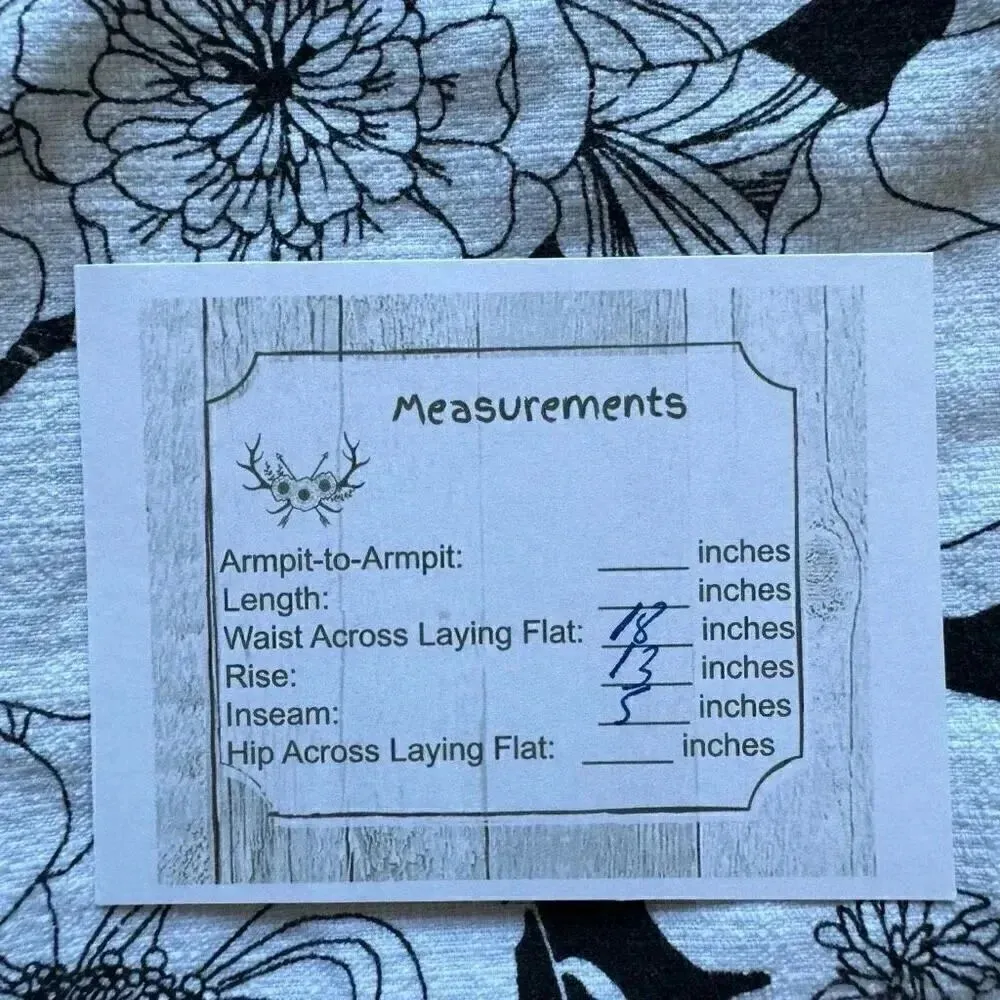 Measurements
Armpit-to-Armpit: ______ inches
Length: ______ inches
Waist Across Laying Flat: 18 inches
Rise: 13 inches
Inseam: 5 inches
Hip Across Laying Flat: ______ inches